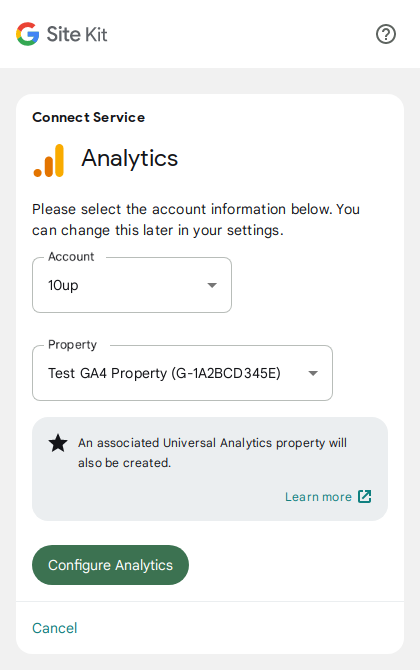 Site Kit
Connect Service
Analytics
Please select the account information below. You
can change this later in your settings.
Account
10up
Property
Test GA4 Property (G-1A2BCD345E)
An associated Universal Analytics property will
also be created.
Learn more
Configure Analytics
Cancel